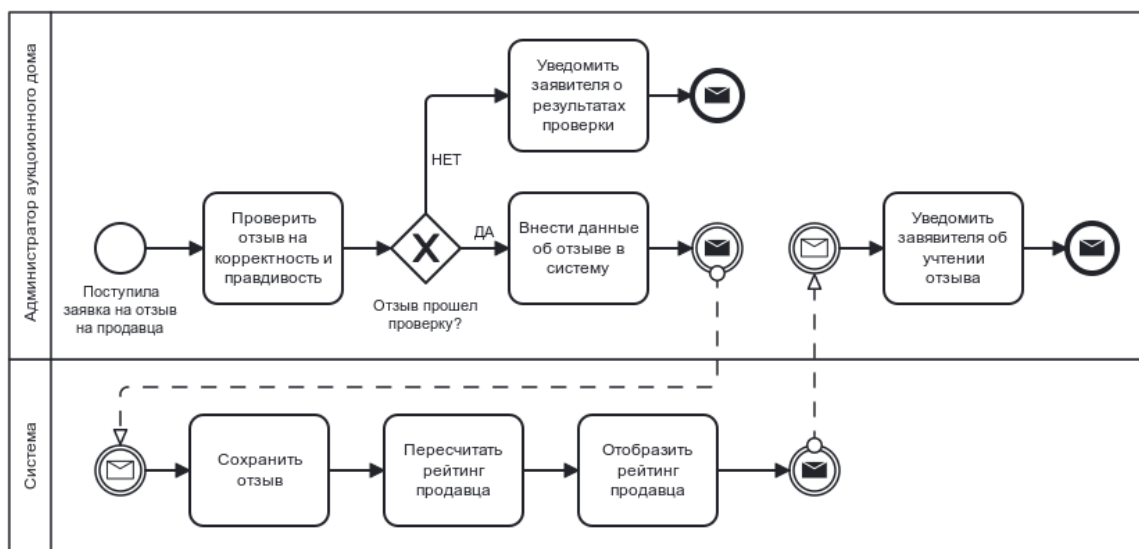 Администратор аукционного дома
Уведомить
заявителя о
результатах
проверки
НЕТ
Поступила
заявка на отзыв
на продавца
Проверить
отзыв на
корректность и
правдивость
Отзыв прошел
проверку?
ДА
Внести данные
об отзыве в
систему
Уведомить
завявителя об
учтении
отзыва
Система
Сохранить
отзыв
Пересчитать
рейтинг
продавца
Отобразить
рейтинг
продавца